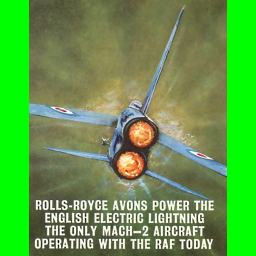 ROLLS-ROYCE AVONS POWER THE
ENGLISH ELECTRIC LIGHTNING
THE ONLY MACH-2 AIRCRAFT
OPERATING WITH THE RAF TODAY